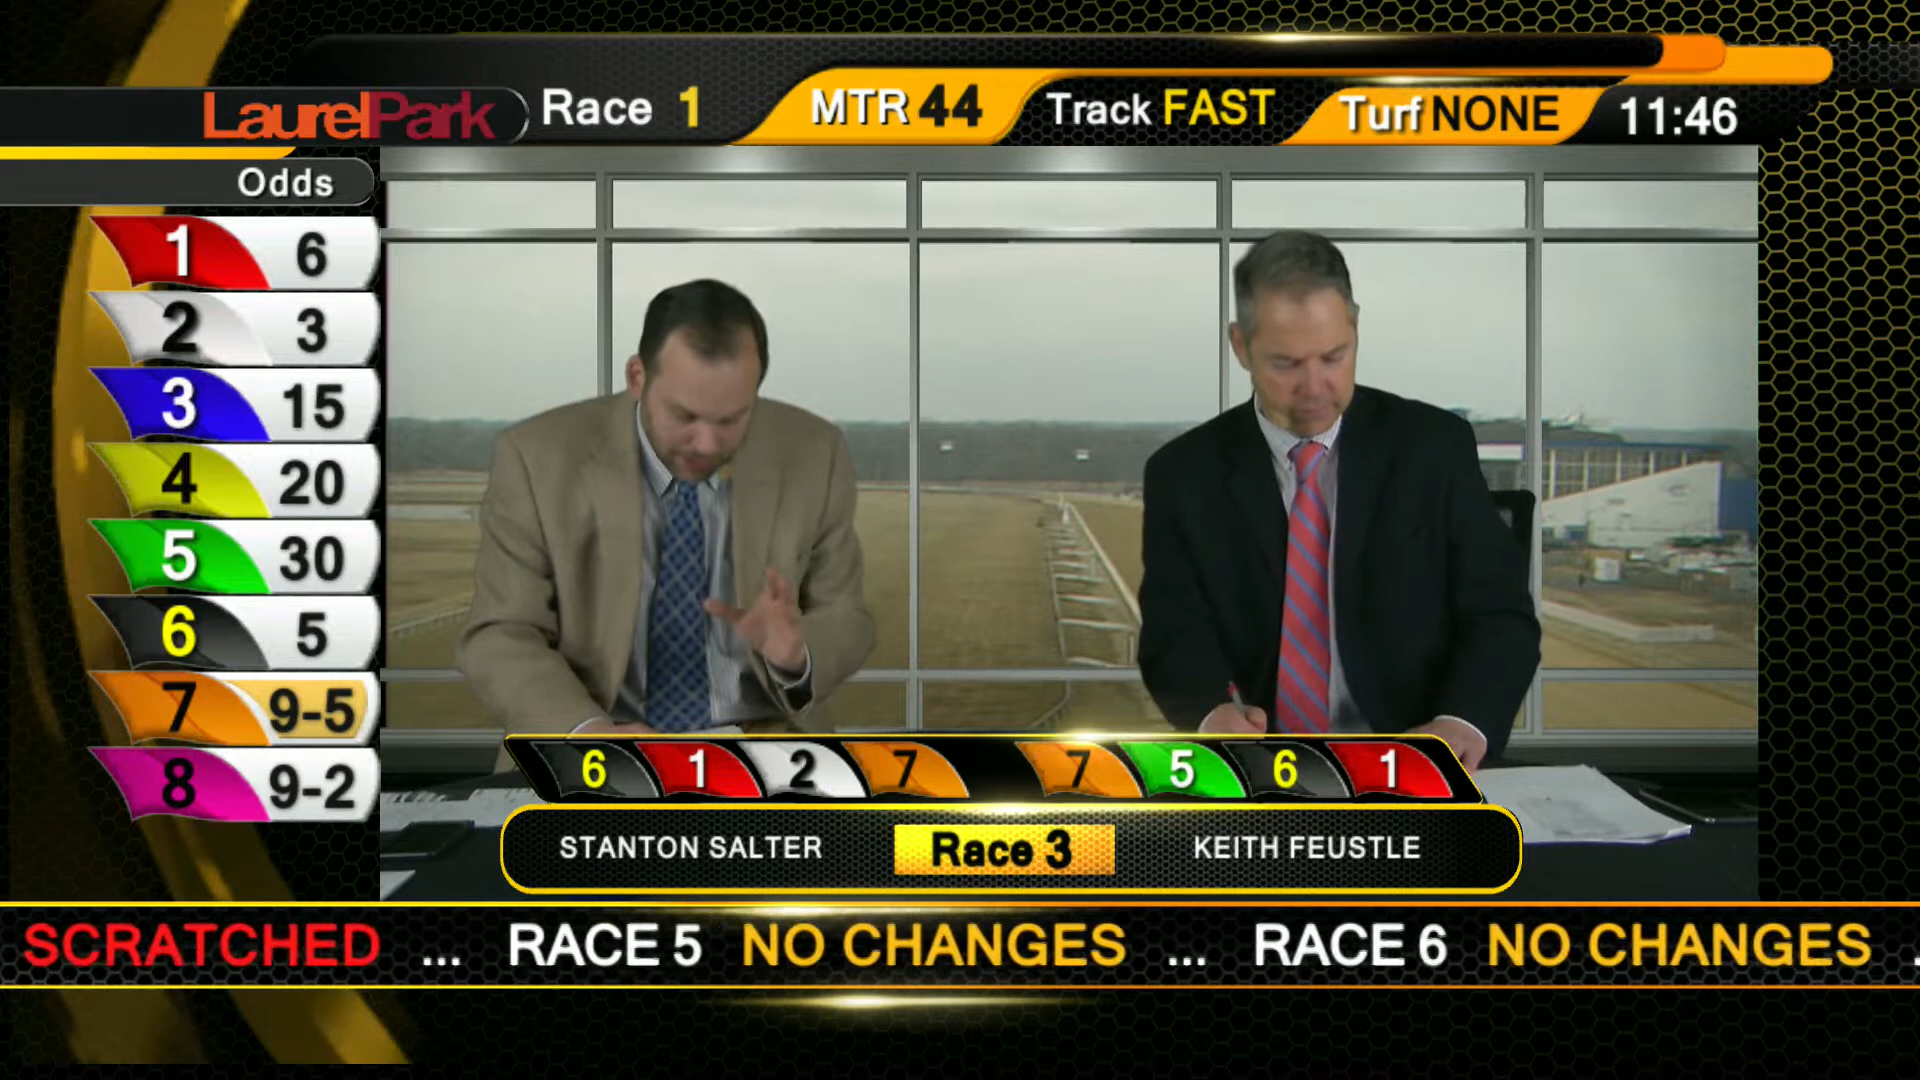 LaurelPark Race 1 MTR 44 Track FAST Turf NONE 11:46
Odds
1 6
2 3
3 15
4 20
5 30
6 5
7 9-5
8 9-2
6 1 2 7 7 5 6 1
STANTON SALTER Race 3 KEITH FEUSTLE
SCRATCHED ... RACE 5 NO CHANGES ... RACE 6 NO CHANGES .